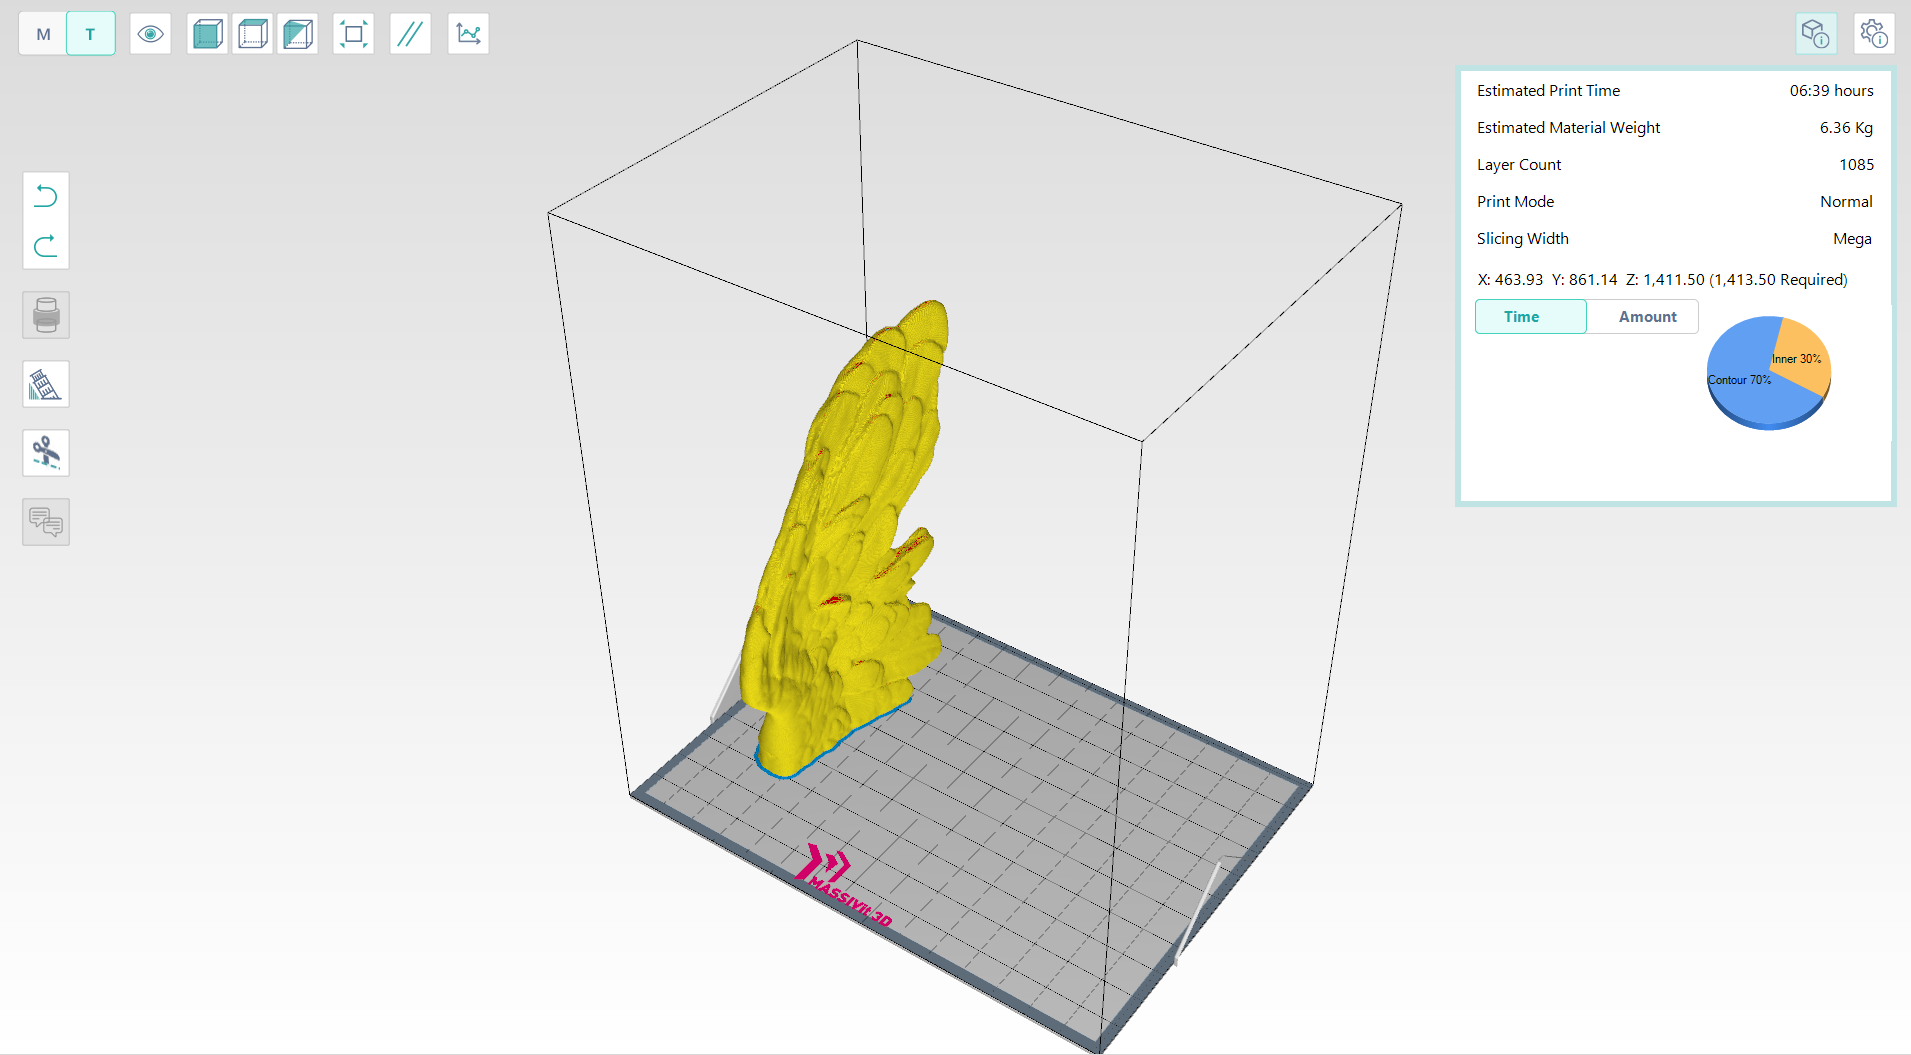 M T
Estimated Print Time 06:39 hours
Estimated Material Weight 6.36 Kg
Layer Count 1085
Print Mode Normal
Slicing Width Mega
X: 463.93 Y: 861.14 Z: 1,411.50 (1,413.50 Required)
Time Amount
Inner 30%
Contour 70%
MASSIVit 3D